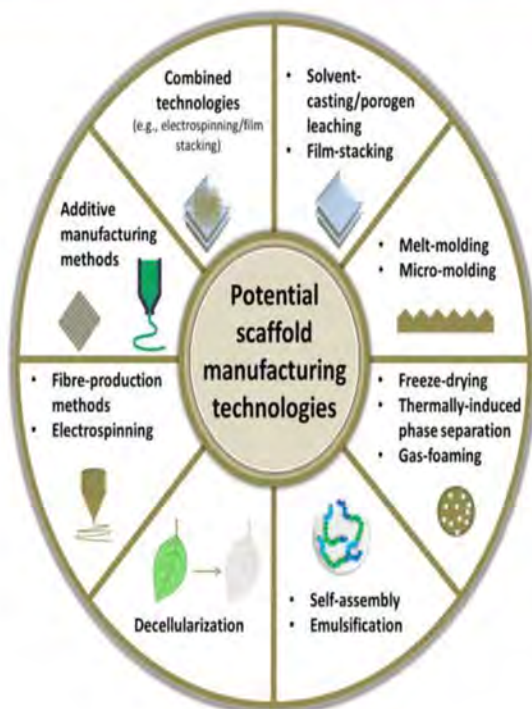 Combined
technologies
(e.g., electrospinning/film
stacking)
• Solvent-
casting/porogen
leaching
• Film-stacking
Additive
manufacturing
methods
• Melt-molding
• Micro-molding
Potential
scaffold
manufacturing
technologies
• Fibre-production
methods
• Electrospinning
• Freeze-drying
• Thermally-induced
phase separation
• Gas-foaming
Decellularization
• Self-assembly
• Emulsification